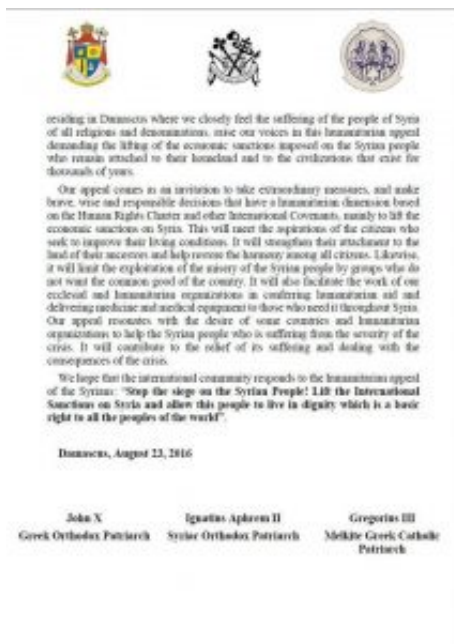 residing in Damascus where we closely feel the suffering of the people of Syria
of all religions and denominations, raise our voices in this humanitarian appeal
demanding the lifting of the economic sanctions imposed on the Syrian people
who remain attached to their homeland and to the civilizations that exist for
thousands of years.
Our appeal comes as an invitation to take extraordinary measures, and make
brave, wise and responsible decisions that have a humanitarian dimension based
on the Human Rights Charter and other International Covenants, mainly to lift the
economic sanctions on Syria. This will meet the aspirations of the citizens who
seek to improve their living conditions. It will strengthen their attachment to the
land of their ancestors and help restore the harmony among all citizens. Likewise,
it will limit the exploitation of the misery of the Syrian people by groups who do
not want the common good of the country. It will also facilitate the work of our
ecclesial and humanitarian organizations in conferring humanitarian aid and
delivering medicine and medical equipment to those who need it throughout Syria.
Our appeal resonates with the desire of some countries and humanitarian
organizations to help the Syrian people who is suffering from the severity of the
crisis. It will contribute to the relief of its suffering and dealing with the
consequences of the crisis.
We hope that the international community responds to the humanitarian appeal
of the Syrians: "Stop the siege on the Syrian People! Lift the International
Sanctions on Syria and allow this people to live in dignity which is a basic
right to all the peoples of the world".
Damascus, August 23, 2016
John X
Ignatius Aphrem II
Gregorius III
Greek Orthodox Patriarch
Syriac Orthodox Patriarch
Melkite Greek Catholic
Patriarch